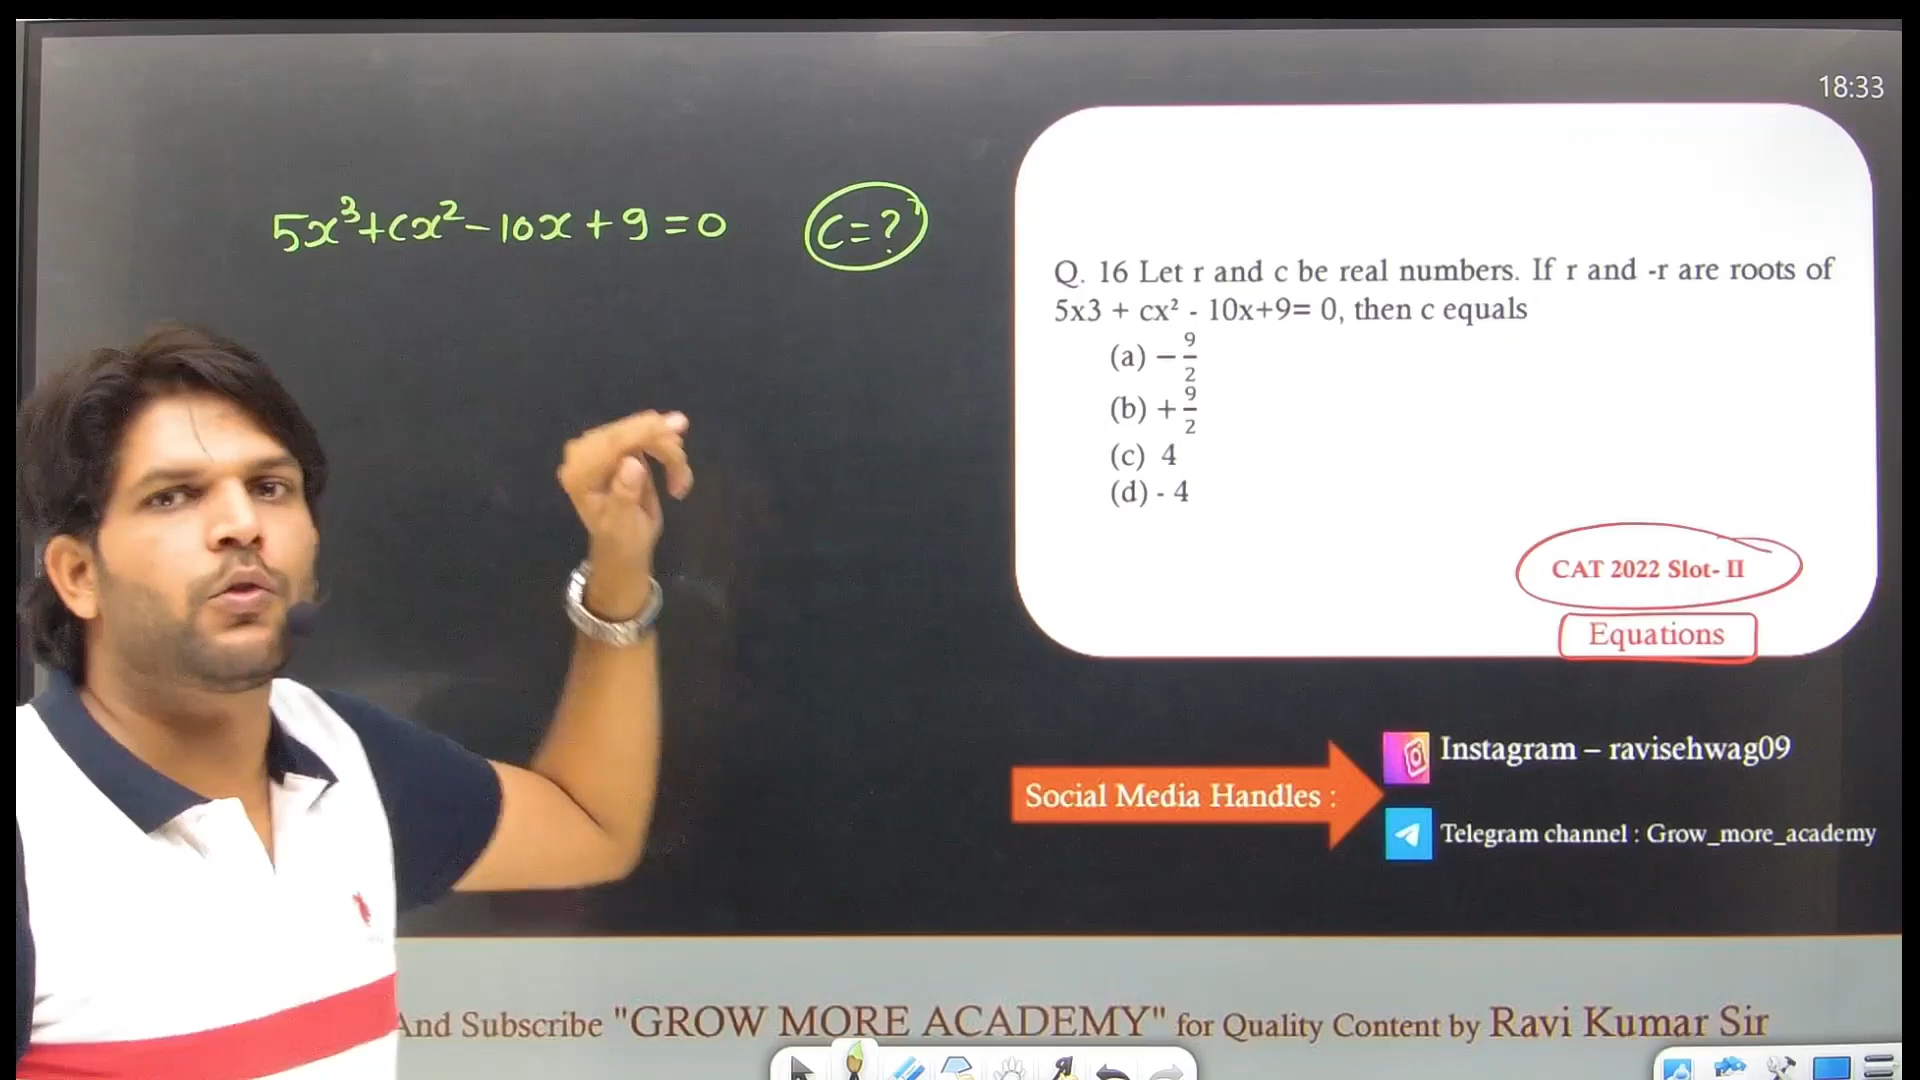 18:33
5x³+cx²-10x+9=0
C=?
Q. 16 Let r and c be real numbers. If r and -r are roots of
5x3 + cx² - 10x+9= 0, then c equals
(a) −9/2
(b) +9/2
(c) 4
(d) - 4
CAT 2022 Slot- II
Equations
Social Media Handles :
Instagram – ravisehwag09
Telegram channel : Grow_more_academy
And Subscribe "GROW MORE ACADEMY" for Quality Content by Ravi Kumar Sir